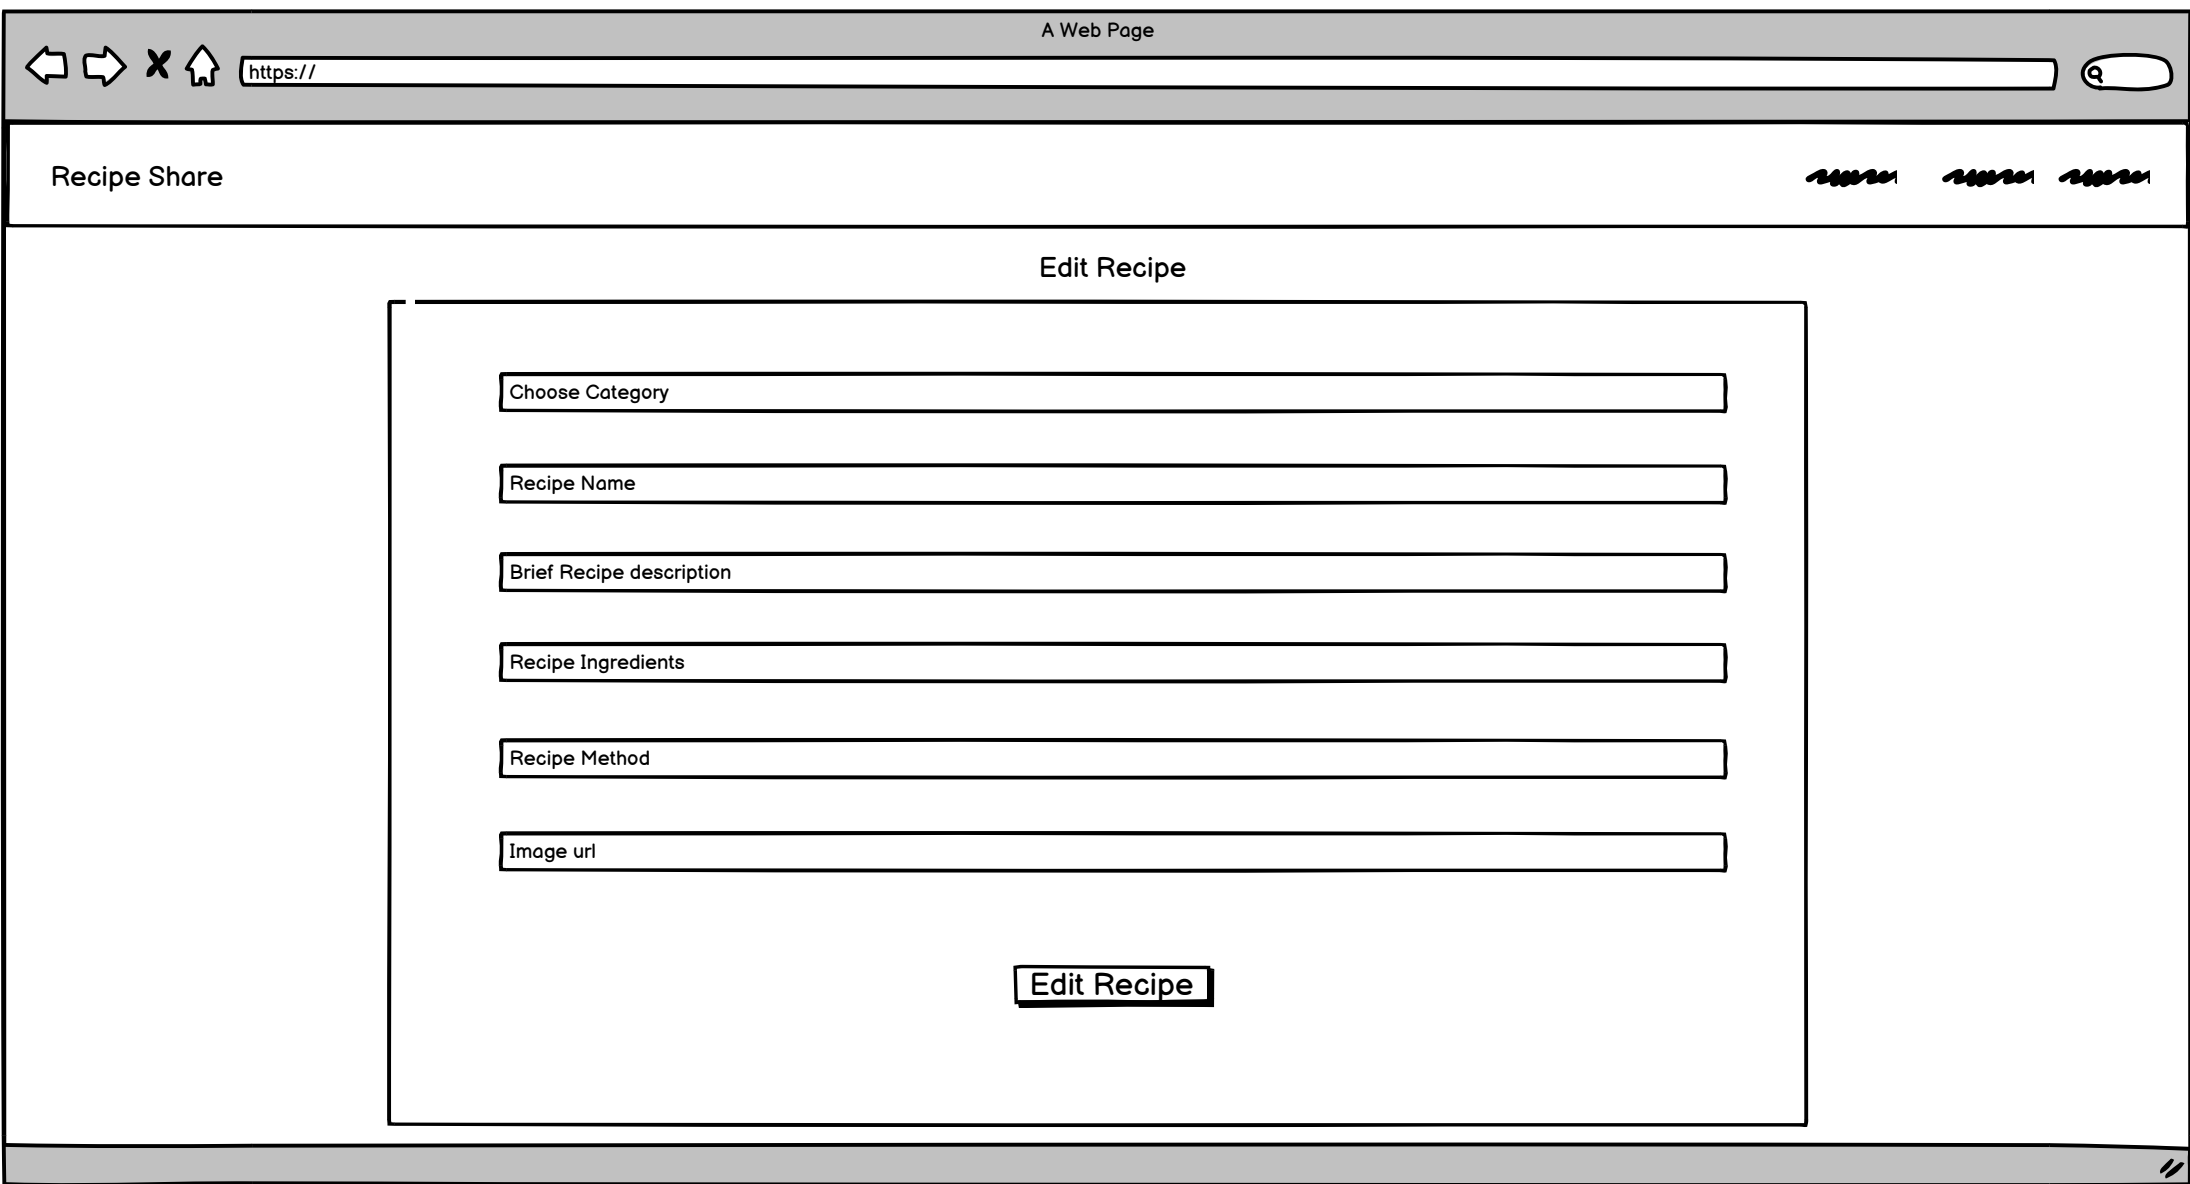 A Web Page
https://
Recipe Share
Edit Recipe
Choose Category
Recipe Name
Brief Recipe description
Recipe Ingredients
Recipe Method
Image url
Edit Recipe